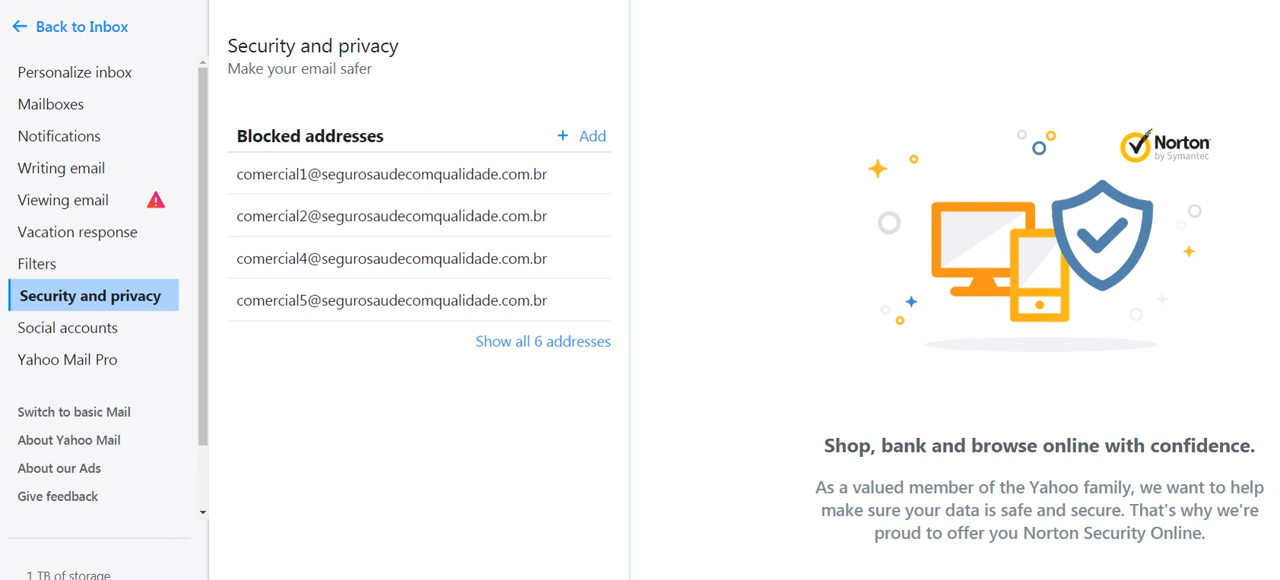 Back to Inbox
Personalize inbox
Mailboxes
Notifications
Writing email
Viewing email
Vacation response
Filters
Security and privacy
Social accounts
Yahoo Mail Pro
Switch to basic Mail
About Yahoo Mail
About our Ads
Give feedback
1 TB of storage
Security and privacy
Make your email safer
Blocked addresses
+ Add
comercial1@segurosaudecomqualidade.com.br
comercial2@segurosaudecomqualidade.com.br
comercial4@segurosaudecomqualidade.com.br
comercial5@segurosaudecomqualidade.com.br
Show all 6 addresses
Norton
by Symantec
Shop, bank and browse online with confidence.
As a valued member of the Yahoo family, we want to help
make sure your data is safe and secure. That's why we're
proud to offer you Norton Security Online.